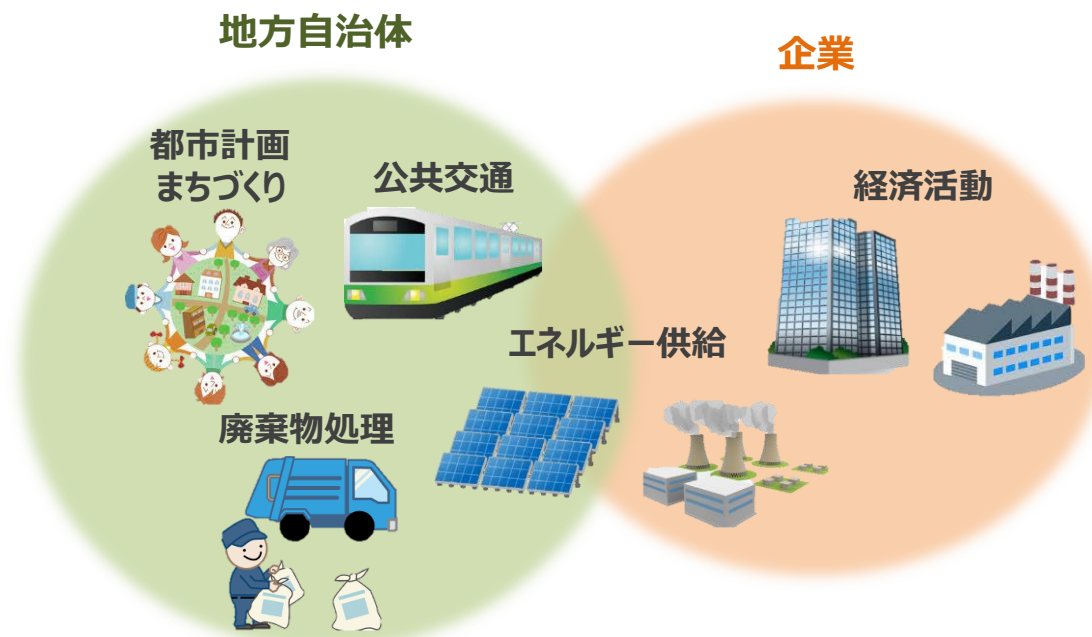 地方自治体
企業
都市計画
まちづくり
公共交通
経済活動
エネルギー供給
廃棄物処理